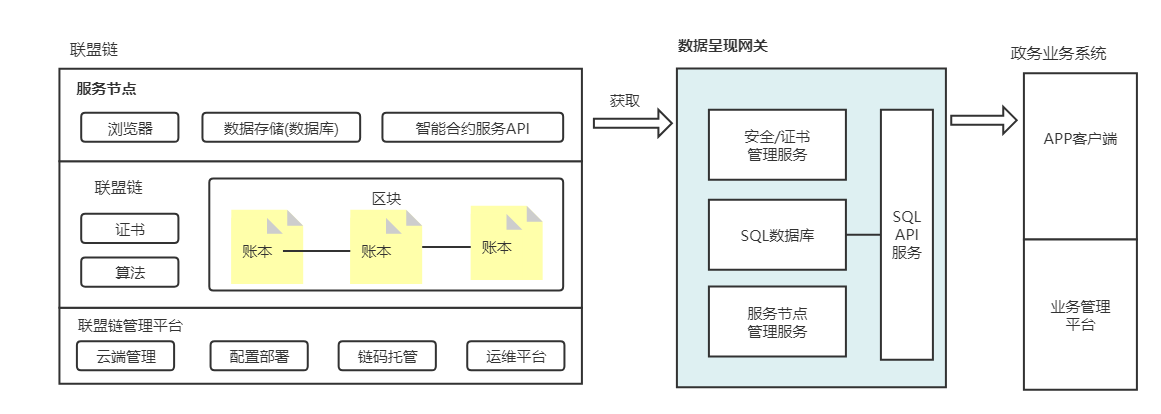 联盟链
服务节点
浏览器
数据存储(数据库)
智能合约服务API
联盟链
证书
算法
区块
账本
账本
账本
联盟链管理平台
云端管理
配置部署
链码托管
运维平台
获取
数据呈现网关
安全/证书
管理服务
SQL数据库
服务节点
管理服务
SQL
API
服务
政务业务系统
APP客户端
业务管理
平台